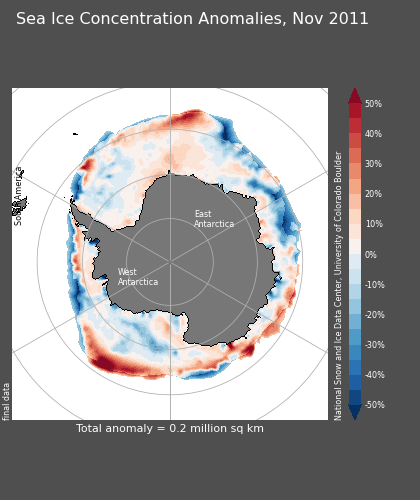 Sea Ice Concentration Anomalies, Nov 2011
South America
East
Antarctica
West
Antarctica
final data
National Snow and Ice Data Center, University of Colorado Boulder
50%
40%
30%
20%
10%
0%
-10%
-20%
-30%
-40%
-50%
Total anomaly = 0.2 million sq km